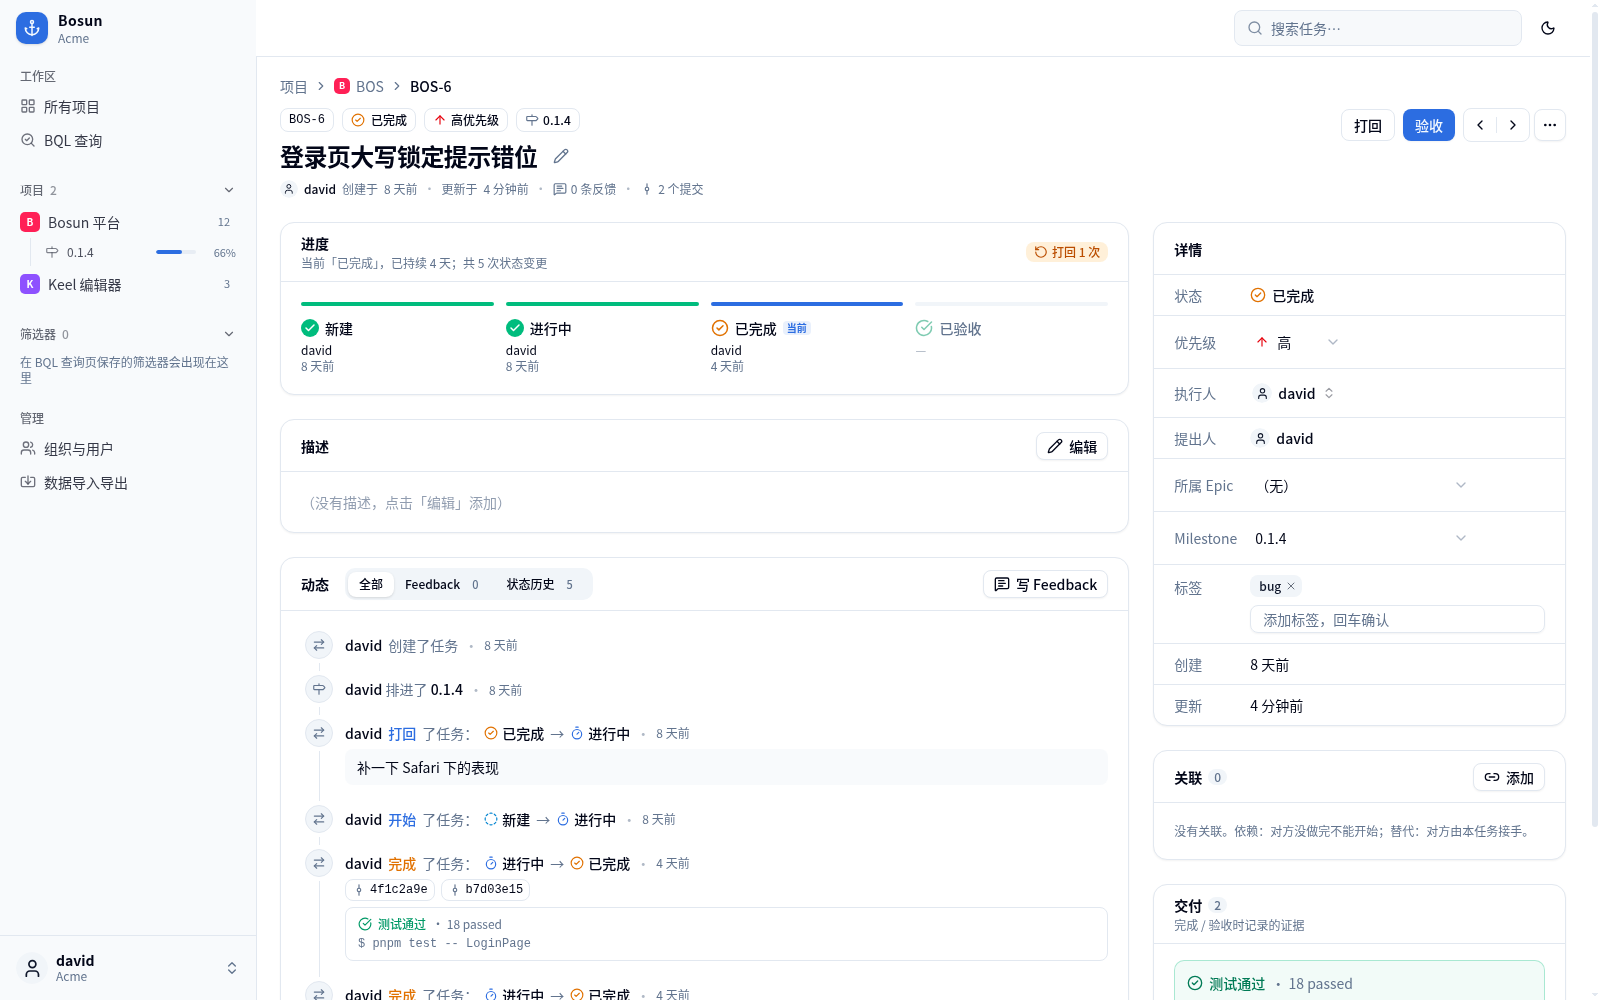 Bosun
Acme
搜索任务…
工作区
所有项目
BQL 查询
项目 2
B Bosun 平台 12
0.1.4 66%
K Keel 编辑器 3
筛选器 0
在 BQL 查询页保存的筛选器会出现在这
里
管理
组织与用户
数据导入导出
david
Acme
项目 > B BOS > BOS-6
BOS-6 已完成 高优先级 0.1.4
打回 验收
登录页大写锁定提示错位
david 创建于 8 天前 • 更新于 4 分钟前 • 0 条反馈 • 2 个提交
进度
当前「已完成」，已持续 4 天；共 5 次状态变更
打回 1 次
新建
david
8 天前
进行中
david
8 天前
已完成 当前
david
4 天前
已验收
—
描述 编辑
（没有描述，点击「编辑」添加）
动态 全部 Feedback 0 状态历史 5 写 Feedback
david 创建了任务 • 8 天前
david 排进了 0.1.4 • 8 天前
david 打回 了任务： 已完成 → 进行中 • 8 天前
补一下 Safari 下的表现
david 开始 了任务： 新建 → 进行中 • 8 天前
david 完成 了任务： 进行中 → 已完成 • 4 天前
4f1c2a9e b7d03e15
测试通过 • 18 passed
$ pnpm test -- LoginPage
david 完成 了任务： 进行中 → 已完成 • 4 天前
详情
状态 已完成
优先级 高
执行人 david
提出人 david
所属 Epic （无）
Milestone 0.1.4
标签 bug ×
添加标签，回车确认
创建 8 天前
更新 4 分钟前
关联 0 添加
没有关联。依赖：对方没做完不能开始；替代：对方由本任务接手。
交付 2
完成 / 验收时记录的证据
测试通过 • 18 passed